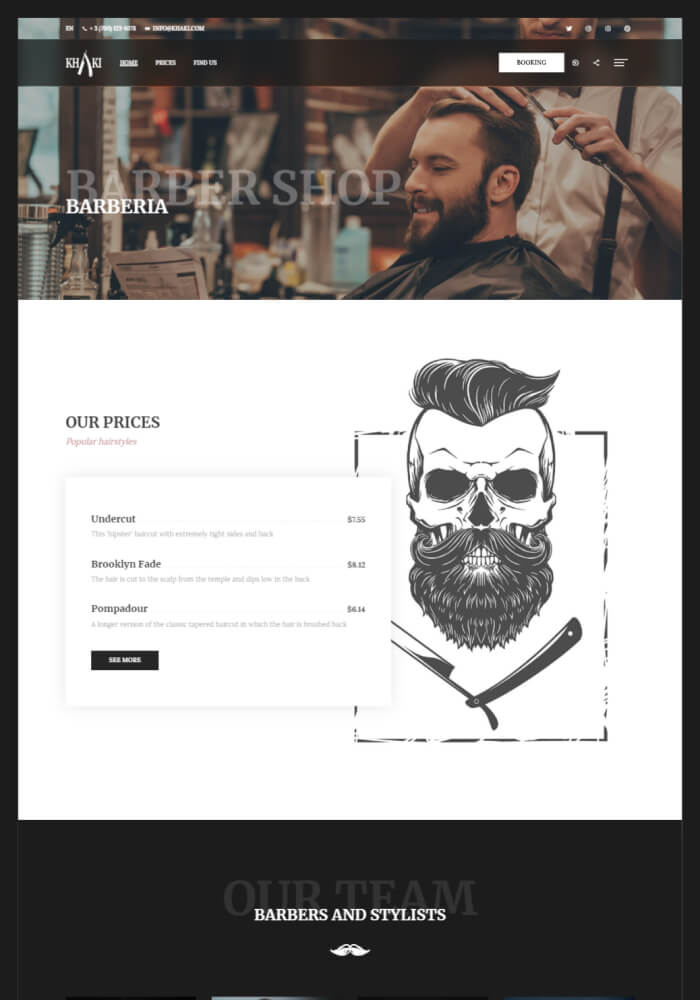 EN + 3 (760) 123-4078 INFO@KHAKI.COM
KHAKI HOME PRICES FIND US BOOKING
BARBER SHOP
BARBERIA
OUR PRICES
Popular hairstyles
Undercut $7.55
This 'hipster' haircut with extremely tight sides and back
Brooklyn Fade $8.12
The hair is cut to the scalp from the temple and dips low in the back
Pompadour $6.14
A longer version of the classic tapered haircut in which the hair is brushed back
SEE MORE
OUR TEAM
BARBERS AND STYLISTS